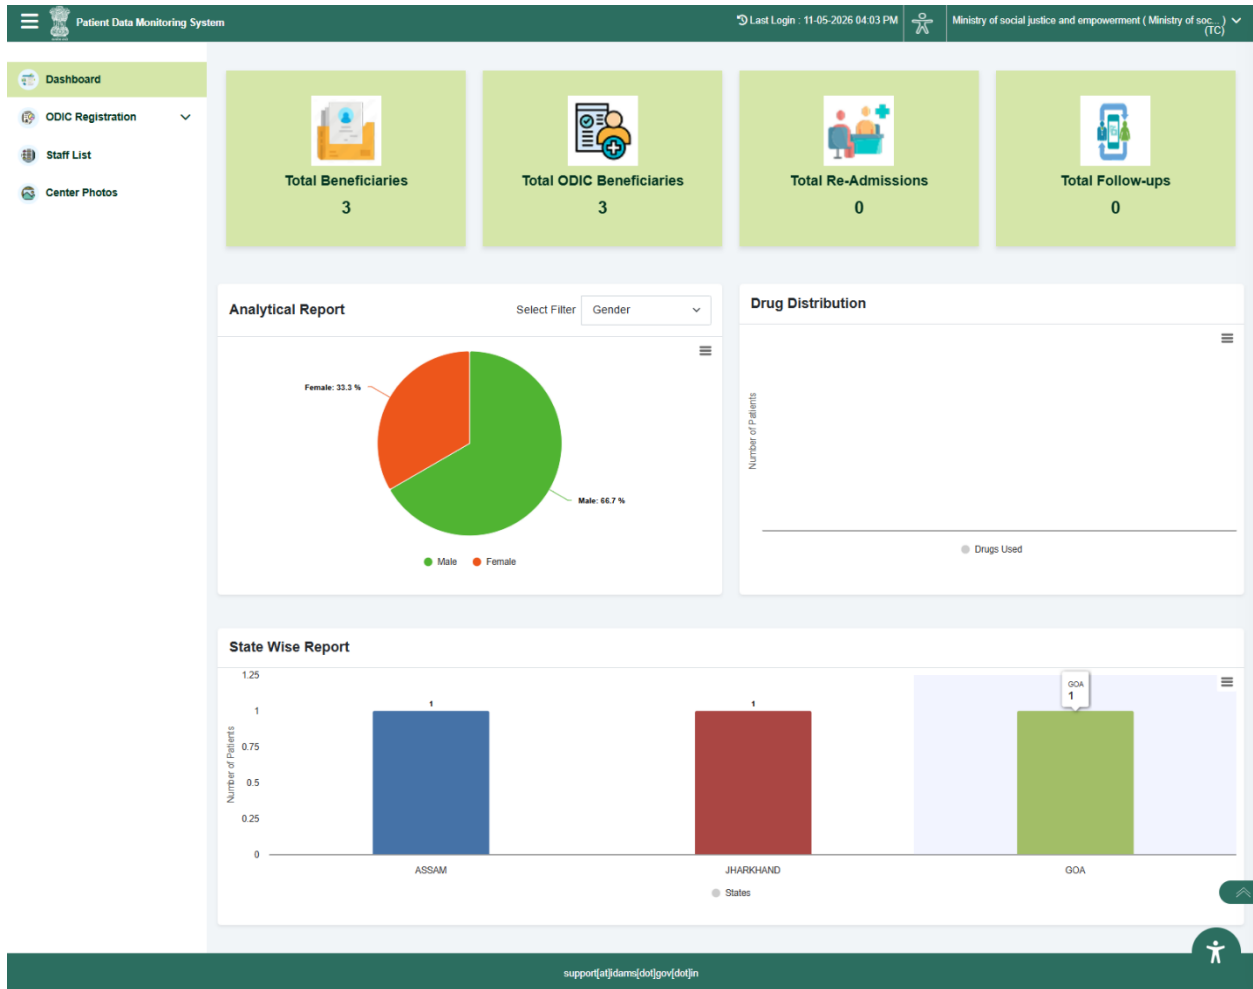 Patient Data Monitoring System
Last Login : 11-05-2026 04:03 PM
Ministry of social justice and empowerment ( Ministry of soc... )
(TC)
Dashboard
ODIC Registration
Staff List
Center Photos
Total Beneficiaries
3
Total ODIC Beneficiaries
3
Total Re-Admissions
0
Total Follow-ups
0
Analytical Report
Select Filter
Gender
Female: 33.3 %
Male: 66.7 %
Male
Female
Drug Distribution
Number of Patients
Drugs Used
State Wise Report
Number of Patients
1.25
1
0.75
0.5
0.25
0
1
1
GOA
1
ASSAM
JHARKHAND
GOA
States
support[at]idams[dot]gov[dot]in